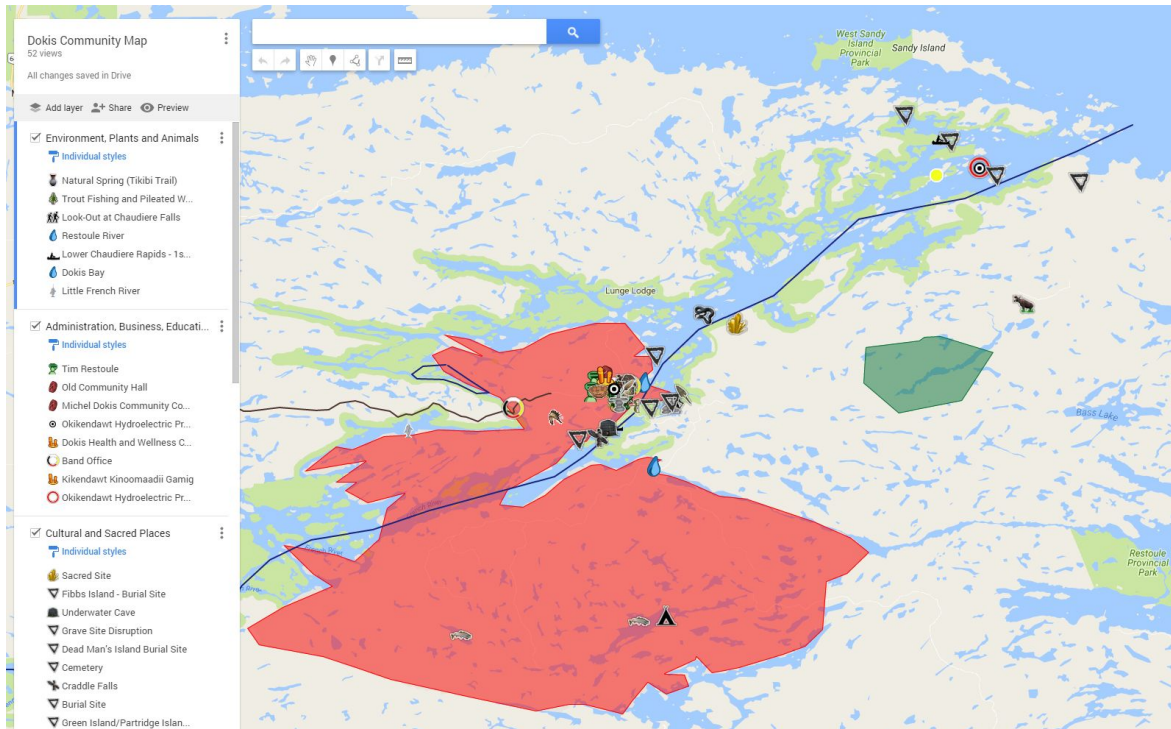 Dokis Community Map
52 views
All changes saved in Drive
Add layer
Share
Preview
Environment, Plants and Animals
Individual styles
Natural Spring (Tikibi Trail)
Trout Fishing and Pileated W...
Look-Out at Chaudiere Falls
Restoule River
Lower Chaudiere Rapids - 1s...
Dokis Bay
Little French River
Administration, Business, Educati...
Individual styles
Tim Restoule
Old Community Hall
Michel Dokis Community Co...
Okikendawt Hydroelectric Pr...
Dokis Health and Wellness C...
Band Office
Kikendawt Kinoomaadii Gamig
Okikendawt Hydroelectric Pr...
Cultural and Sacred Places
Individual styles
Sacred Site
Fibbs Island - Burial Site
Underwater Cave
Grave Site Disruption
Dead Man's Island Burial Site
Cemetery
Craddle Falls
Burial Site
Green Island/Partridge Islan...
West Sandy
Island
Provincial
Park
Sandy Island
Lunge Lodge
Bass Lake
Restoule
Provincial
Park